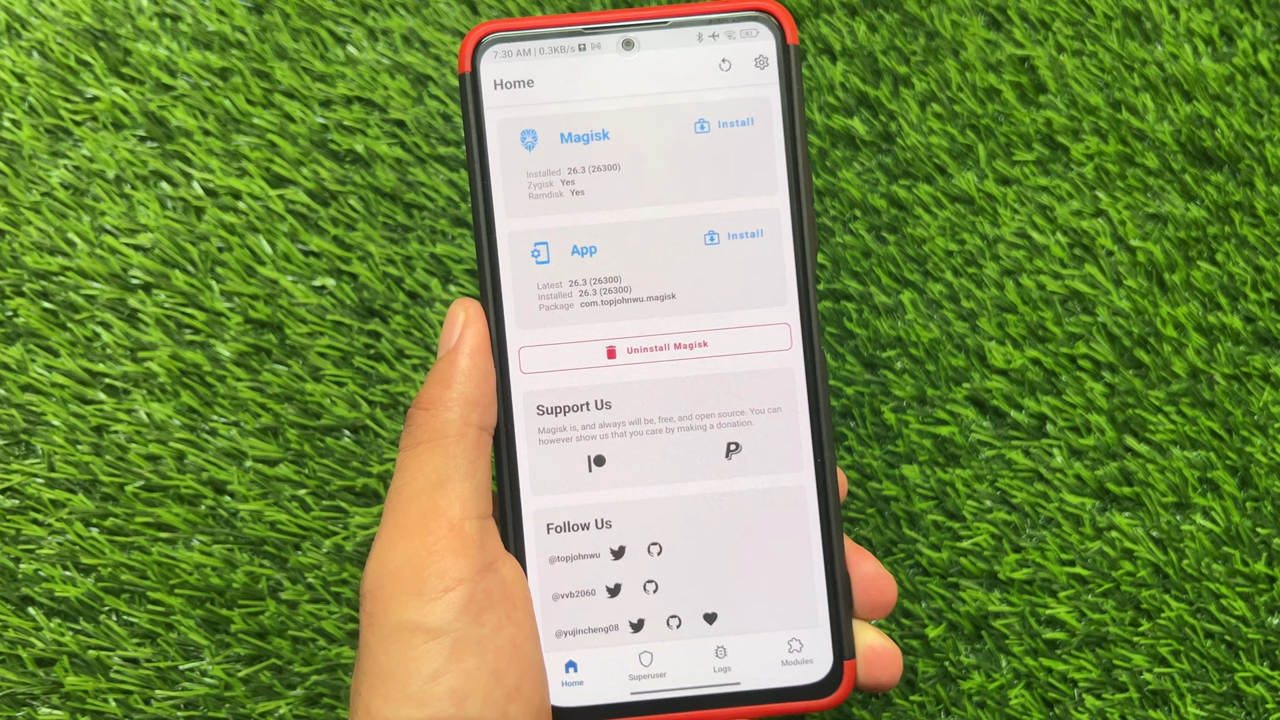 7:30 AM | 0.3KB/s
Home
Magisk
Install
Installed 26.3 (26300)
Zygisk Yes
Ramdisk Yes
App
Install
Latest 26.3 (26300)
Installed 26.3 (26300)
Package com.topjohnwu.magisk
Uninstall Magisk
Support Us
Magisk is, and always will be, free, and open source. You can
however show us that you care by making a donation.
Follow Us
@topjohnwu
@vvb2060
@yujincheng08
Home
Superuser
Logs
Modules